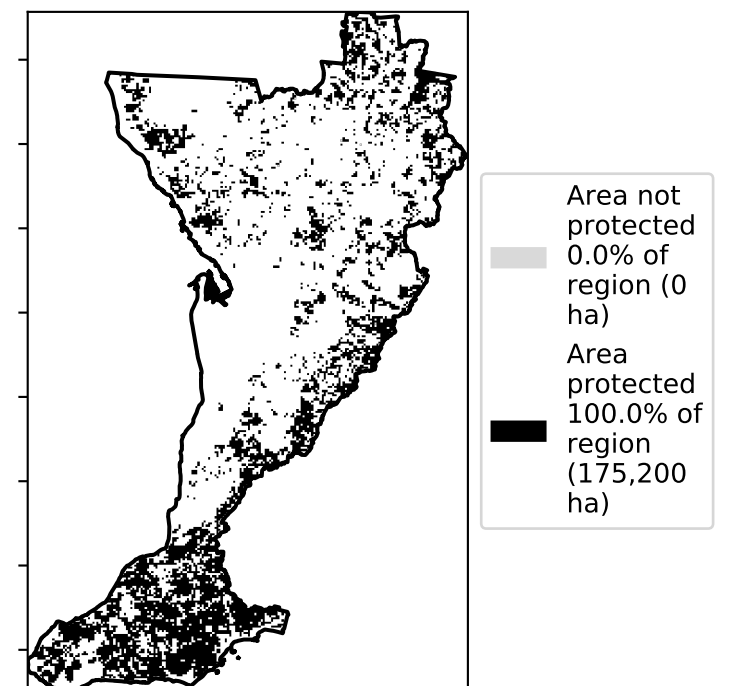 Area not
protected
0.0% of
region (0
ha)
Area
protected
100.0% of
region
(175,200
ha)